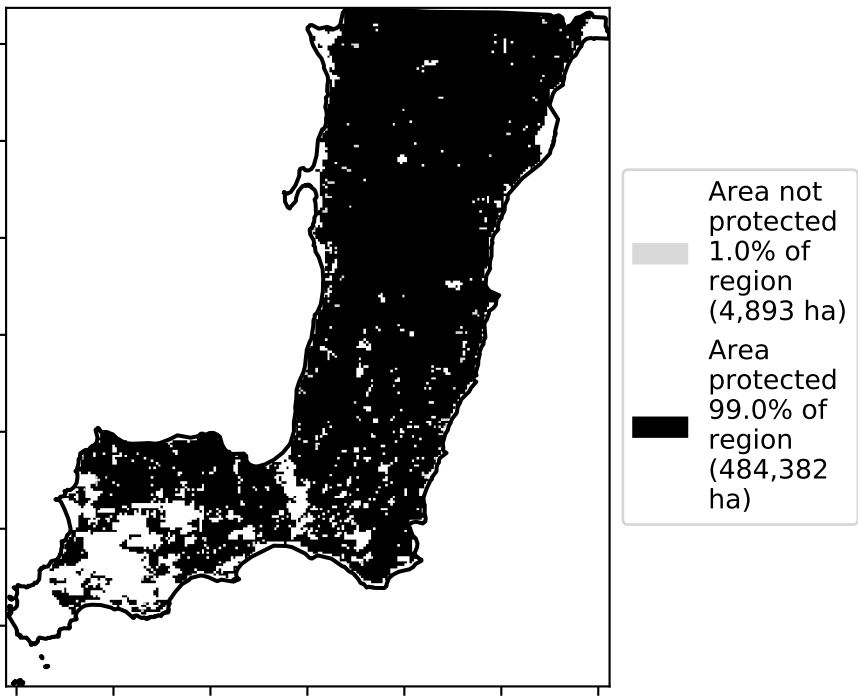 Area not
protected
1.0% of
region
(4,893 ha)
Area
protected
99.0% of
region
(484,382
ha)